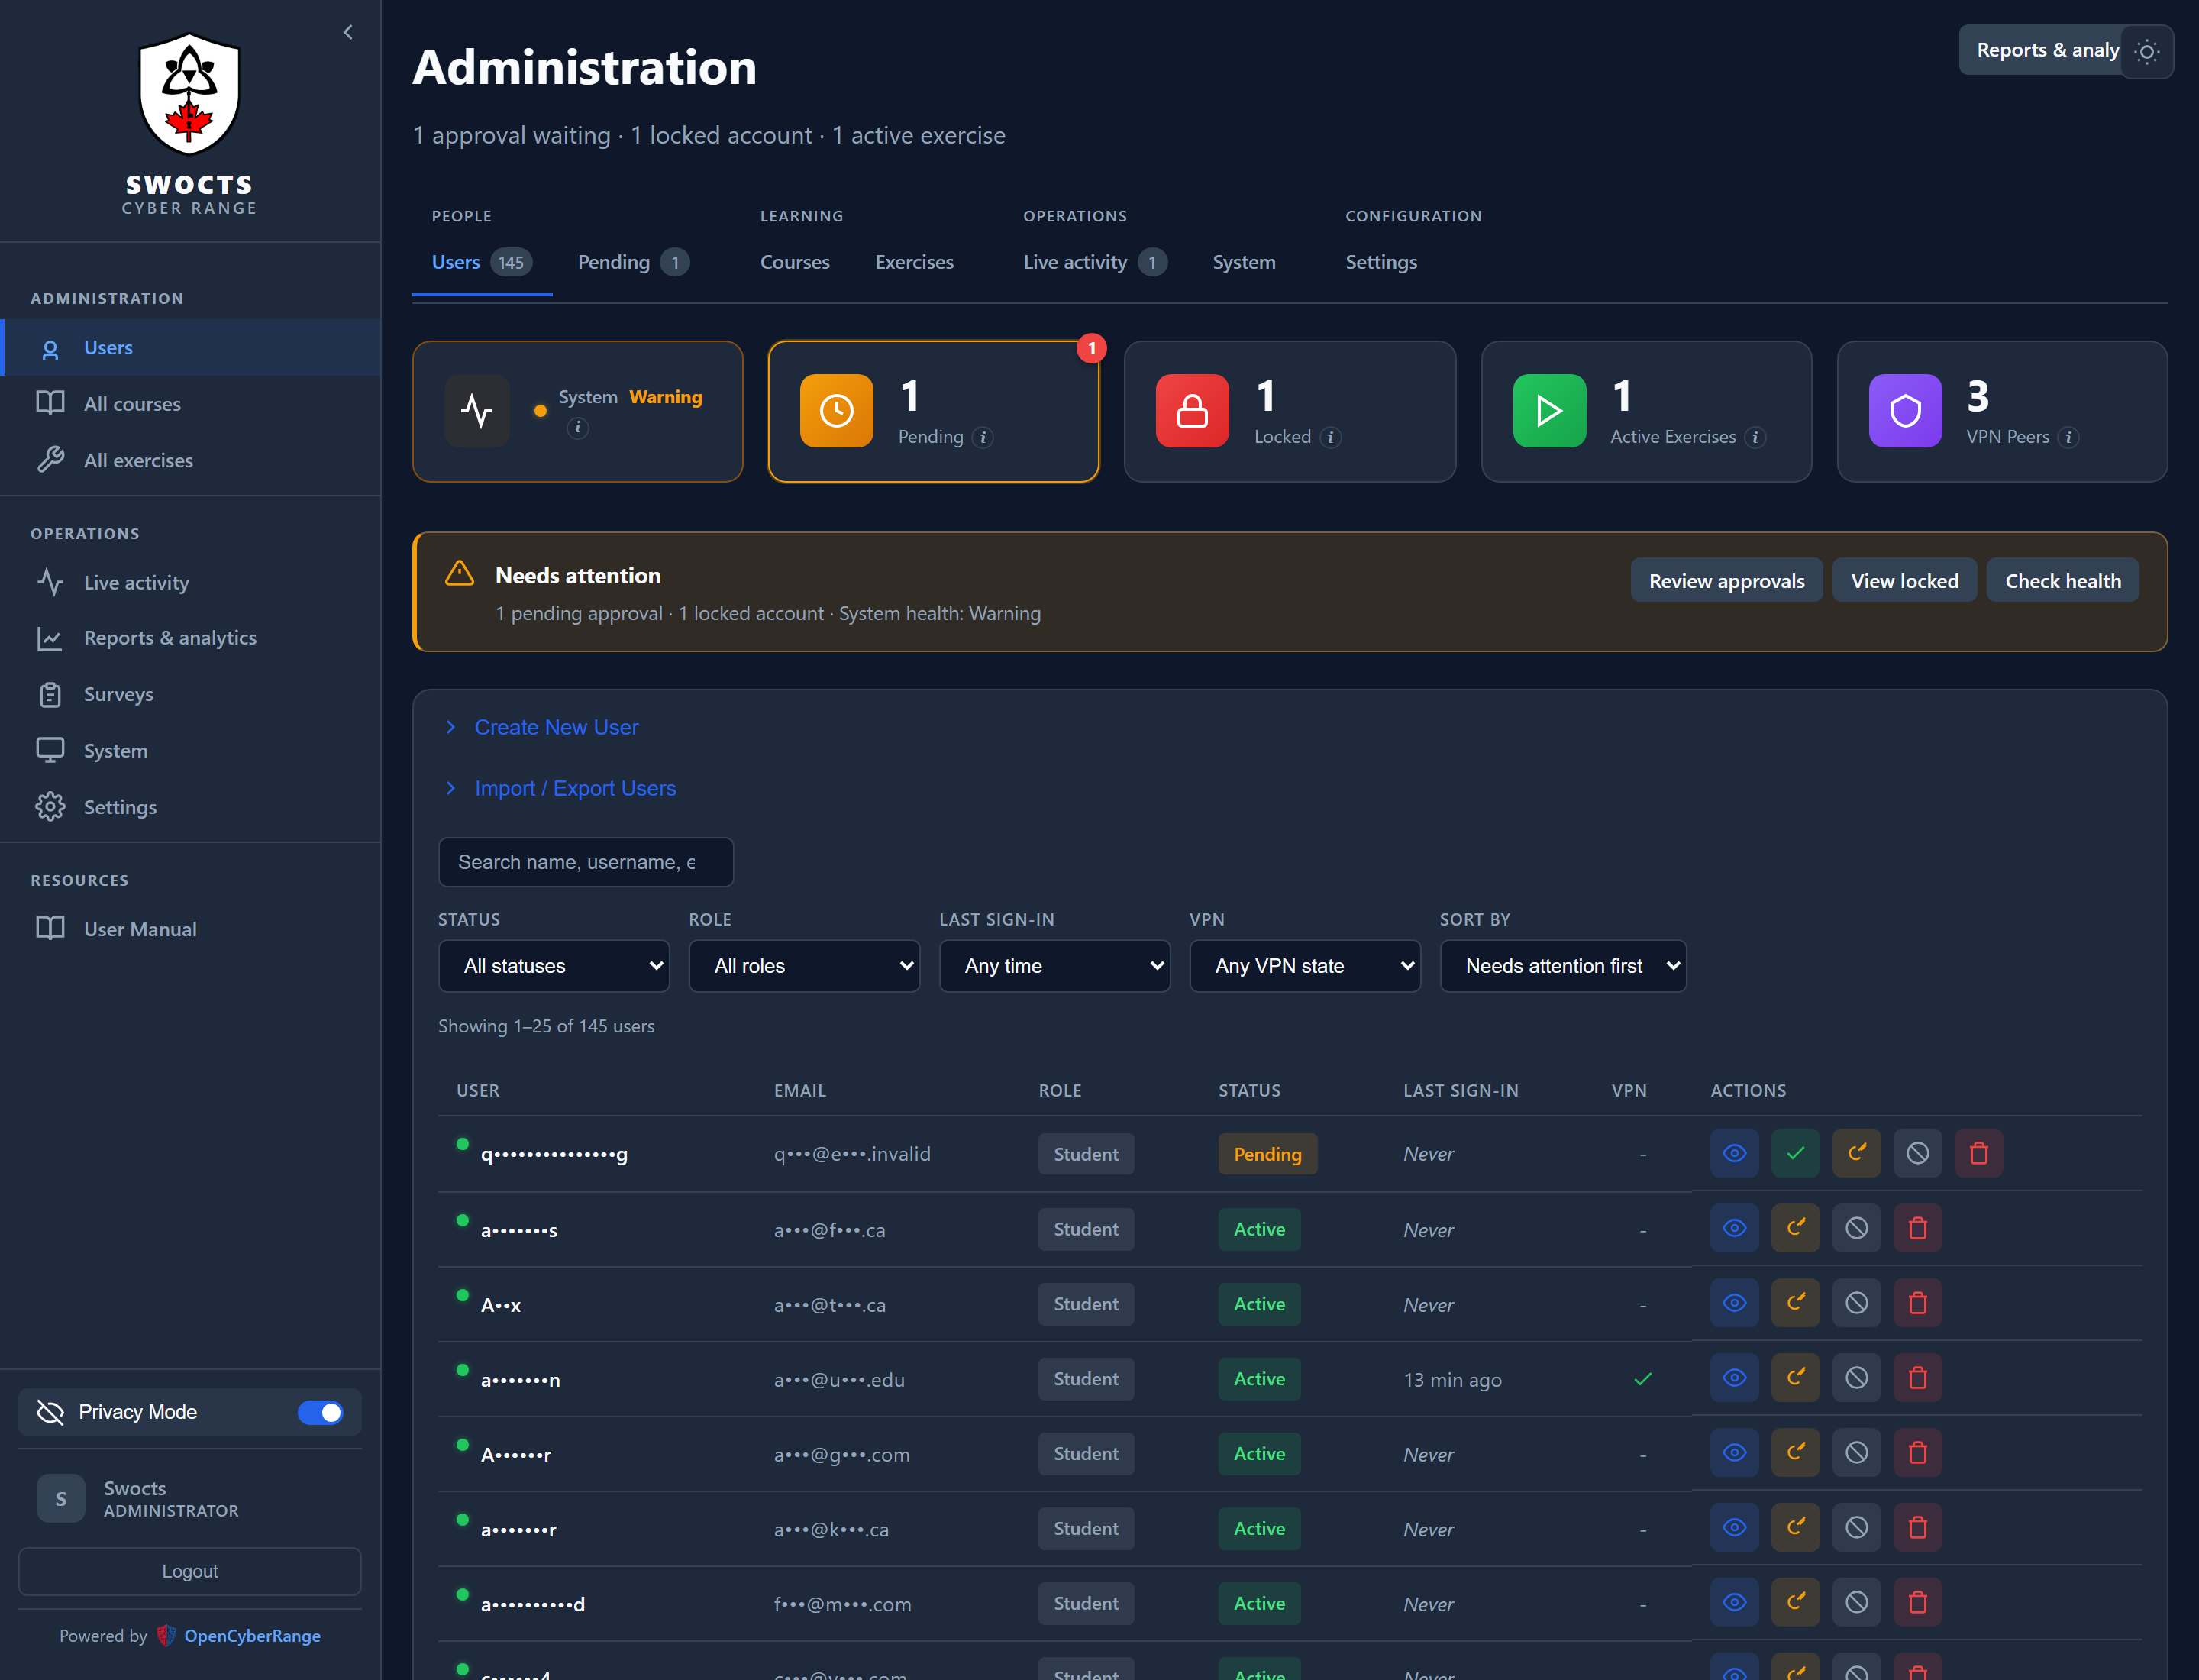 SWOCTS
CYBER RANGE
ADMINISTRATION
Users
All courses
All exercises
OPERATIONS
Live activity
Reports & analytics
Surveys
System
Settings
RESOURCES
User Manual
Privacy Mode
S
Swocts
ADMINISTRATOR
Logout
Powered by OpenCyberRange
Administration
Reports & analy
1 approval waiting · 1 locked account · 1 active exercise
PEOPLE LEARNING OPERATIONS CONFIGURATION
Users 145 Pending 1 Courses Exercises Live activity 1 System Settings
System Warning
i
1
1
Pending i
1
Locked i
1
Active Exercises i
3
VPN Peers i
Needs attention
1 pending approval · 1 locked account · System health: Warning
Review approvals View locked Check health
Create New User
Import / Export Users
Search name, username, e
STATUS ROLE LAST SIGN-IN VPN SORT BY
All statuses All roles Any time Any VPN state Needs attention first
Showing 1–25 of 145 users
USER EMAIL ROLE STATUS LAST SIGN-IN VPN ACTIONS
q•••••••••••••••g q•••@e•••.invalid Student Pending Never -
a•••••••s a•••@f•••.ca Student Active Never -
A••x a•••@t•••.ca Student Active Never -
a•••••••n a•••@u•••.edu Student Active 13 min ago
A••••••r a•••@g•••.com Student Active Never -
a•••••••r a•••@k•••.ca Student Active Never -
a••••••••••d f•••@m•••.com Student Active Never -
Student Active Never